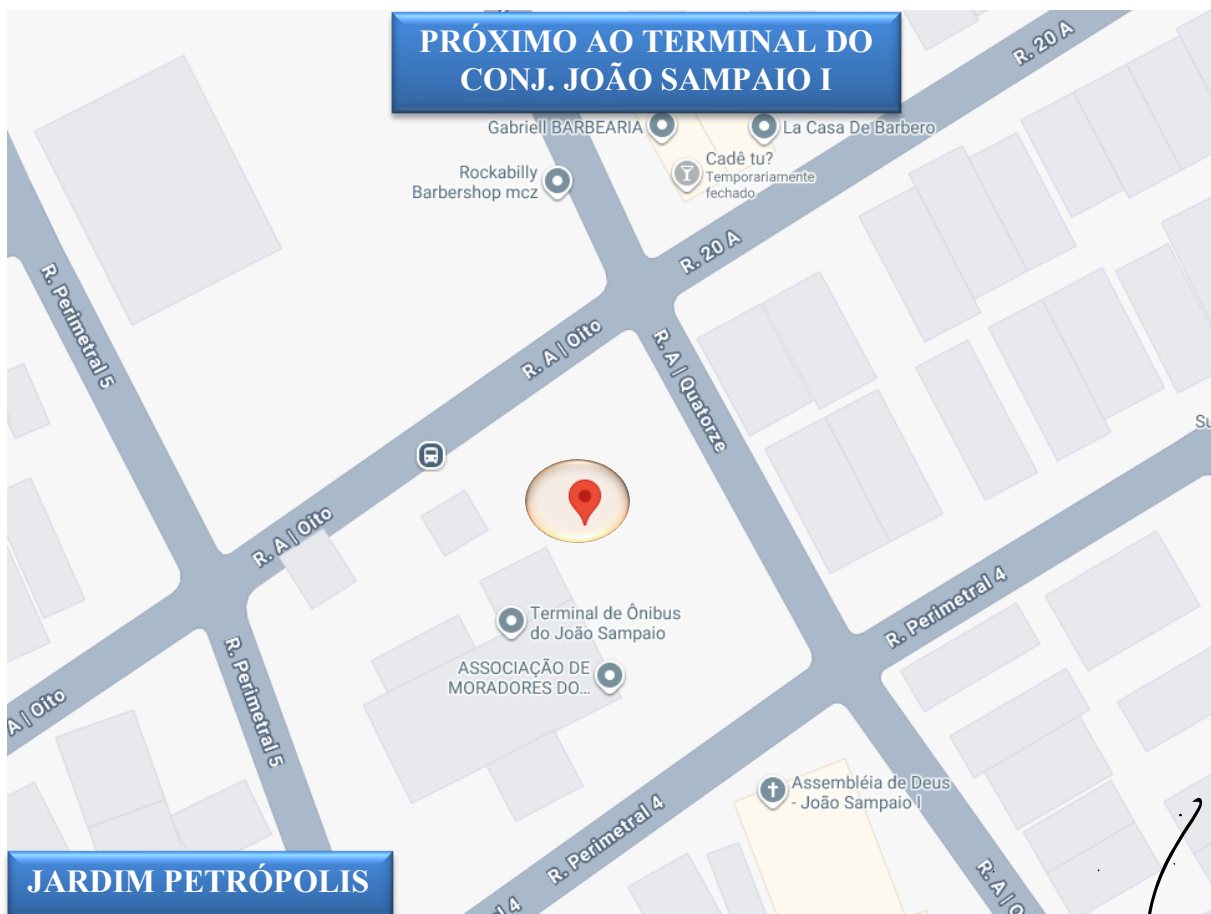 PRÓXIMO AO TERMINAL DO
CONJ. JOÃO SAMPAIO I
R. 20 A
Gabriell BARBEARIA
La Casa De Barbero
Rockabilly
Barbershop mcz
Cadê tu?
Temporariamente
fechado
R. 20 A
R. Perimetral 5
R. A | Oito
R. A | Quatorze
Su
R. A | Oito
R. Perimetral 4
Terminal de Ônibus
do João Sampaio
ASSOCIAÇÃO DE
MORADORES DO...
R. Perimetral 5
A | Oito
Assembléia de Deus
- João Sampaio I
R. Perimetral 4
JARDIM PETRÓPOLIS
R. A | O
4